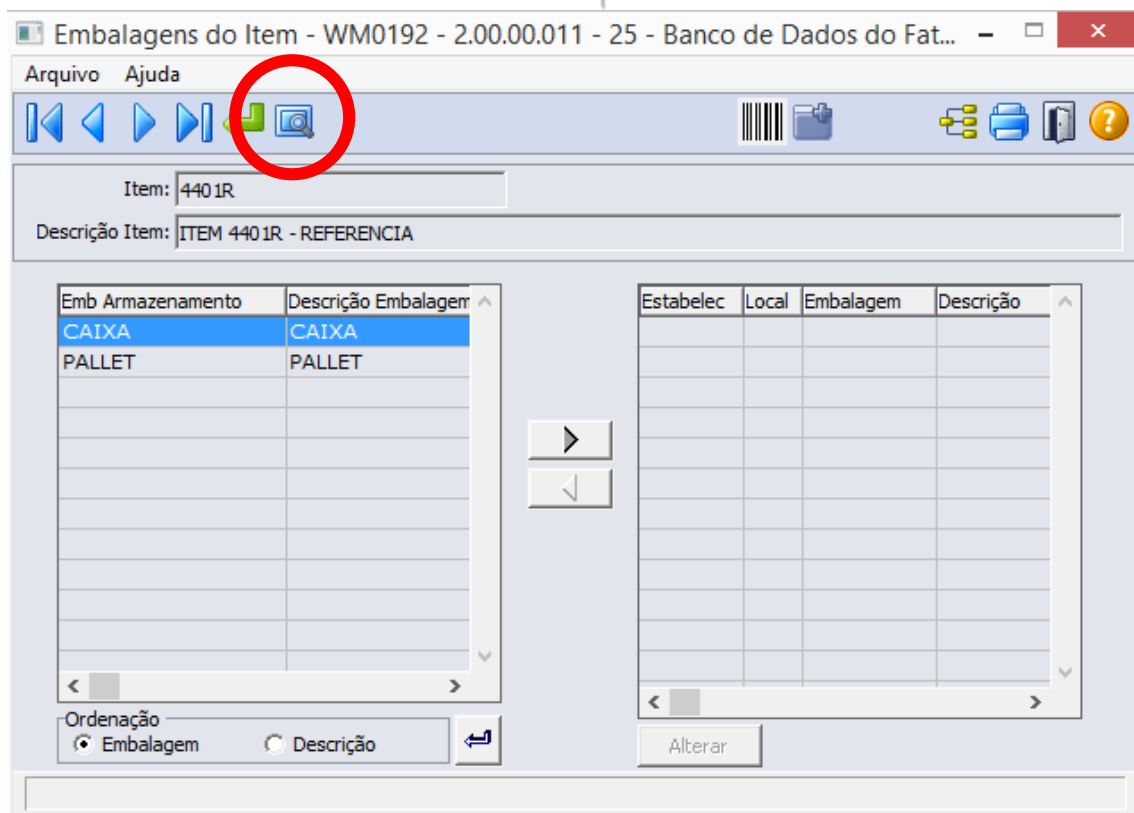 Embalagens do Item - WM0192 - 2.00.00.011 - 25 - Banco de Dados do Fat...
Arquivo Ajuda
Item: 4401R
Descrição Item: ITEM 4401R - REFERENCIA
Emb Armazenamento Descrição Embalagem
CAIXA CAIXA
PALLET PALLET
Estabelec Local Embalagem Descrição
Ordenação
Embalagem Descrição
Alterar